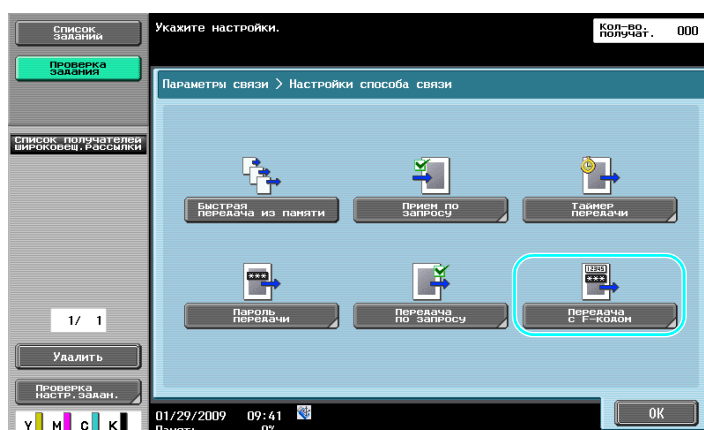 Список
заданий
Укажите настройки.
Кол-во.
получат.
000
Проверка
задания
Параметры связи > Настройки способа связи
Список получателей
широковещ.рассылки
Быстрая
передача из памяти
Прием по
запросу
Таймер
передачи
***
12345
***
Пароль
передачи
Передача
по запросу
Передача
с F-кодом
1/ 1
Удалить
Проверка
настр.задан.
01/29/2009 09:41
OK
Y M C K
Память 0%